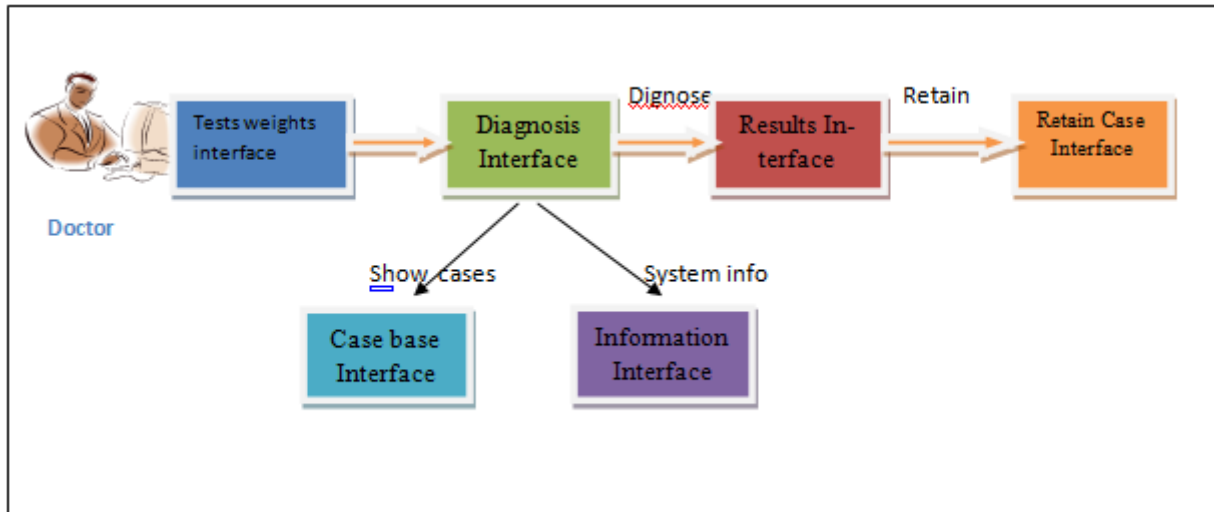 Dignose
Retain
Tests weights
interface
Diagnosis
Interface
Results In-
terface
Retain Case
Interface
Doctor
Show cases
System info
Case base
Interface
Information
Interface